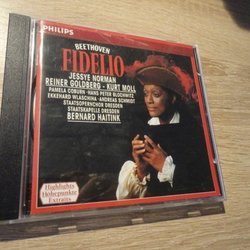 PHILIPS
BEETHOVEN
FIDELIO
JESSYE NORMAN
REINER GOLDBERG - KURT MOLL
PAMELA COBURN · HANS PETER BLOCHWITZ
EKKEHARD WLASCHIHA · ANDREAS SCHMIDT
STAATSOPERNCHOR DRESDEN
STAATSKAPELLE DRESDEN
BERNARD HAITINK
Highlights
Höhepunkte
Extraits